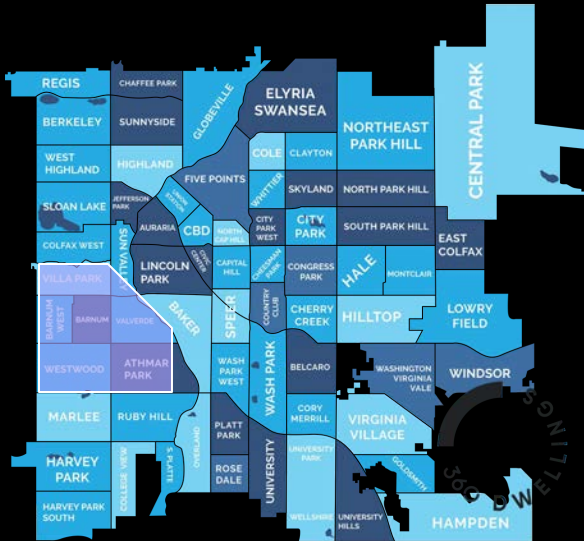 REGIS
CHAFFEE PARK
GLOBEVILLE
ELYRIA
SWANSEA
CENTRAL PARK
BERKELEY
SUNNYSIDE
NORTHEAST
PARK HILL
WEST
HIGHLAND
HIGHLAND
COLE
CLAYTON
FIVE POINTS
WHITTIER
SKYLAND
NORTH PARK HILL
SLOAN LAKE
JEFFERSON
PARK
UNION
STATION
AURARIA
CBD
NORTH
CAP HILL
CITY
PARK
WEST
CITY
PARK
SOUTH PARK HILL
EAST
COLFAX
COLFAX WEST
SUN VALLEY
LINCOLN
PARK
CIVIC
CENTER
CAPITAL
HILL
CHEESMAN
PARK
CONGRESS
PARK
HALE
MONTCLAIR
VILLA PARK
BARNUM
WEST
BARNUM
VALVERDE
BAKER
SPEER
COUNTRY
CLUB
CHERRY
CREEK
HILLTOP
LOWRY
FIELD
WESTWOOD
ATHMAR
PARK
WASH
PARK
WEST
WASH PARK
BELCARO
WASHINGTON
VIRGINIA
VALE
WINDSOR
MARLEE
RUBY HILL
OVERLAND
PLATT
PARK
CORY
MERRILL
VIRGINIA
VILLAGE
HARVEY
PARK
COLLEGE VIEW
S. PLATTE
ROSE
DALE
UNIVERSITY
UNIVERSITY
PARK
GOLDSMITH
HARVEY PARK
SOUTH
WELLSHIRE
UNIVERSITY
HILLS
HAMPDEN
360 DWELLINGS